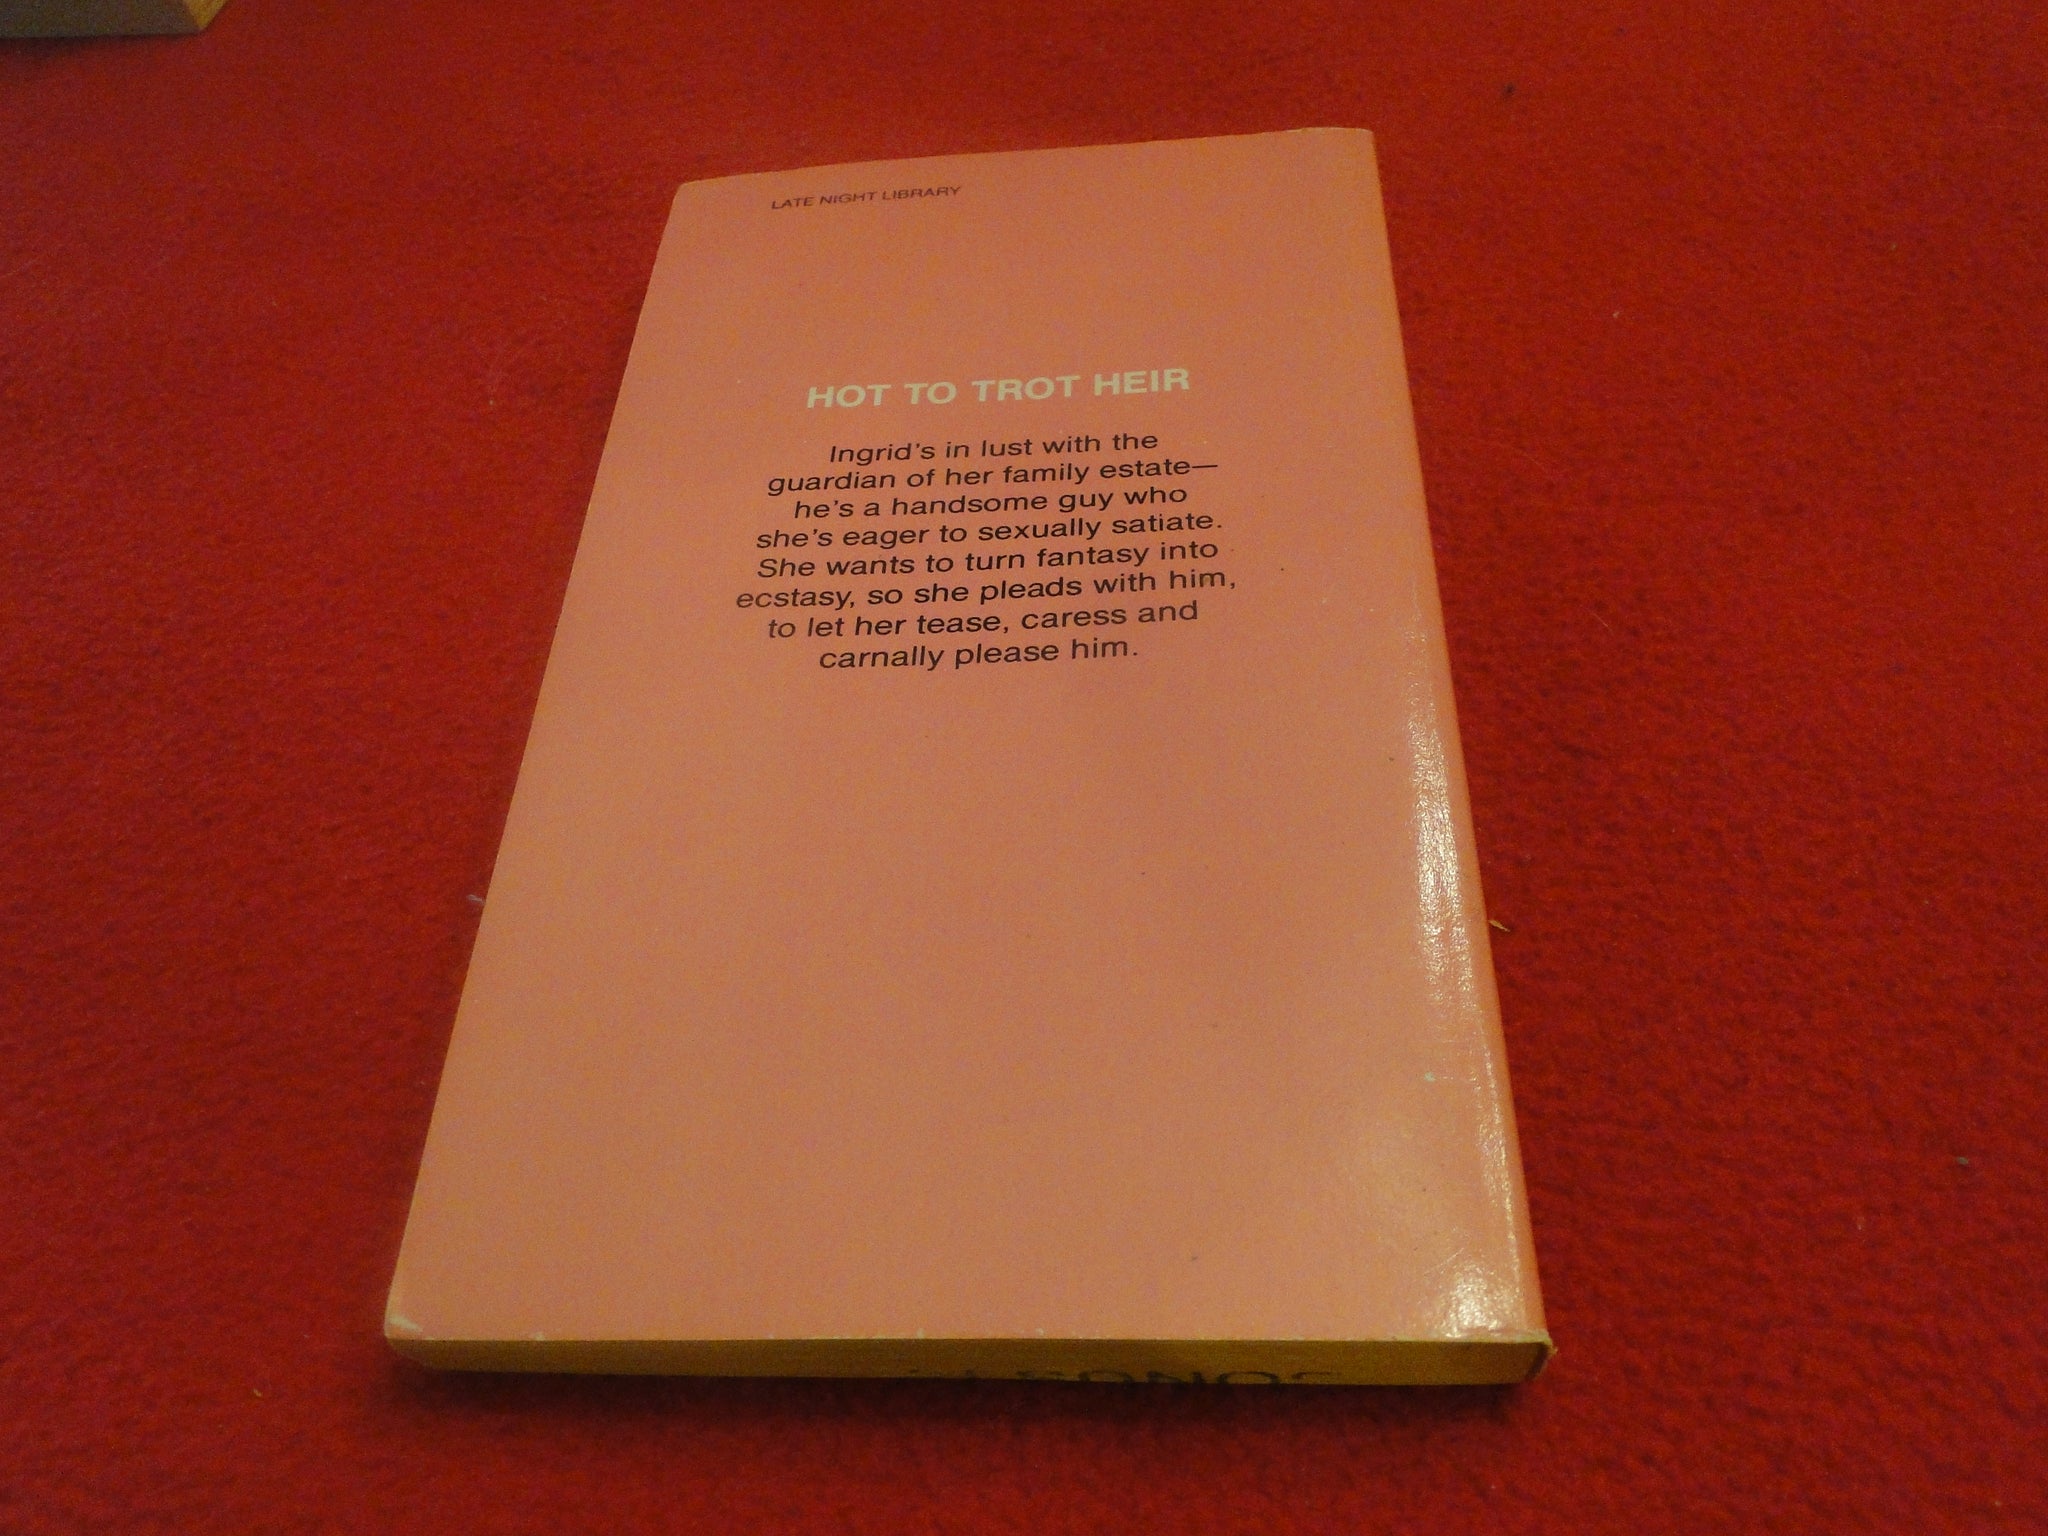 LATE NIGHT LIBRARY
HOT TO TROT HEIR
Ingrid's in lust with the
guardian of her family estate—
he's a handsome guy who
she's eager to sexually satiate.
She wants to turn fantasy into
ecstasy, so she pleads with him,
to let her tease, caress and
carnally please him.